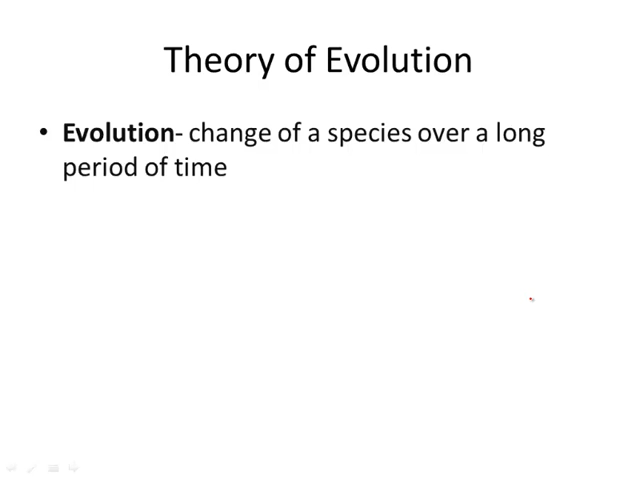 Theory of Evolution
• Evolution- change of a species over a long
period of time